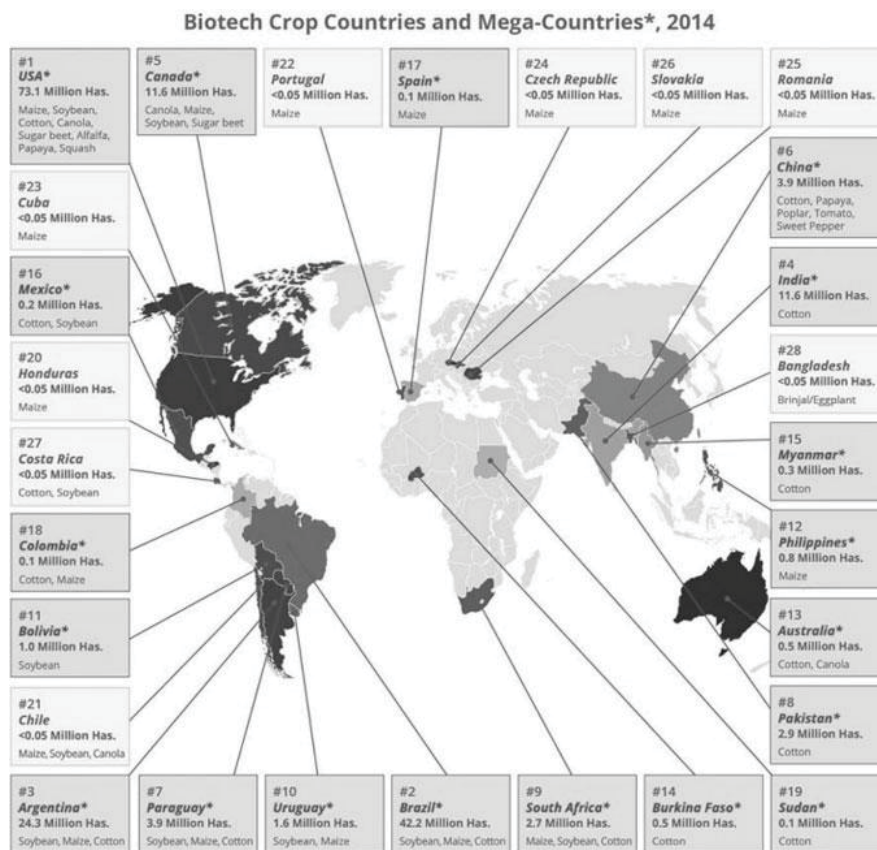 Biotech Crop Countries and Mega-Countries*, 2014
#1
USA*
73.1 Million Has.
Maize, Soybean,
Cotton, Canola,
Sugar beet, Alfalfa,
Papaya, Squash
#5
Canada*
11.6 Million Has.
Canola, Maize,
Soybean, Sugar beet
#22
Portugal
<0.05 Million Has.
Maize
#17
Spain*
0.1 Million Has.
Maize
#24
Czech Republic
<0.05 Million Has.
Maize
#26
Slovakia
<0.05 Million Has.
Maize
#25
Romania
<0.05 Million Has.
Maize
#23
Cuba
<0.05 Million Has.
Maize
#16
Mexico*
0.2 Million Has.
Cotton, Soybean
#20
Honduras
<0.05 Million Has.
Maize
#27
Costa Rica
<0.05 Million Has.
Cotton, Soybean
#18
Colombia*
0.1 Million Has.
Cotton, Maize
#11
Bolivia*
1.0 Million Has.
Soybean
#21
Chile
<0.05 Million Has.
Maize, Soybean, Canola
#6
China*
3.9 Million Has.
Cotton, Papaya,
Poplar, Tomato,
Sweet Pepper
#4
India*
11.6 Million Has.
Cotton
#28
Bangladesh
<0.05 Million Has.
Brinjal/Eggplant
#15
Myanmar*
0.3 Million Has.
Cotton
#12
Philippines*
0.8 Million Has.
Maize
#13
Australia*
0.5 Million Has.
Cotton, Canola
#8
Pakistan*
2.9 Million Has.
Cotton
#3
Argentina*
24.3 Million Has.
Soybean, Maize, Cotton
#7
Paraguay*
3.9 Million Has.
Soybean, Maize, Cotton
#10
Uruguay*
1.6 Million Has.
Soybean, Maize
#2
Brazil*
42.2 Million Has.
Soybean, Maize, Cotton
#9
South Africa*
2.7 Million Has.
Maize, Soybean, Cotton
#14
Burkina Faso*
0.5 Million Has.
Cotton
#19
Sudan*
0.1 Million Has.
Cotton